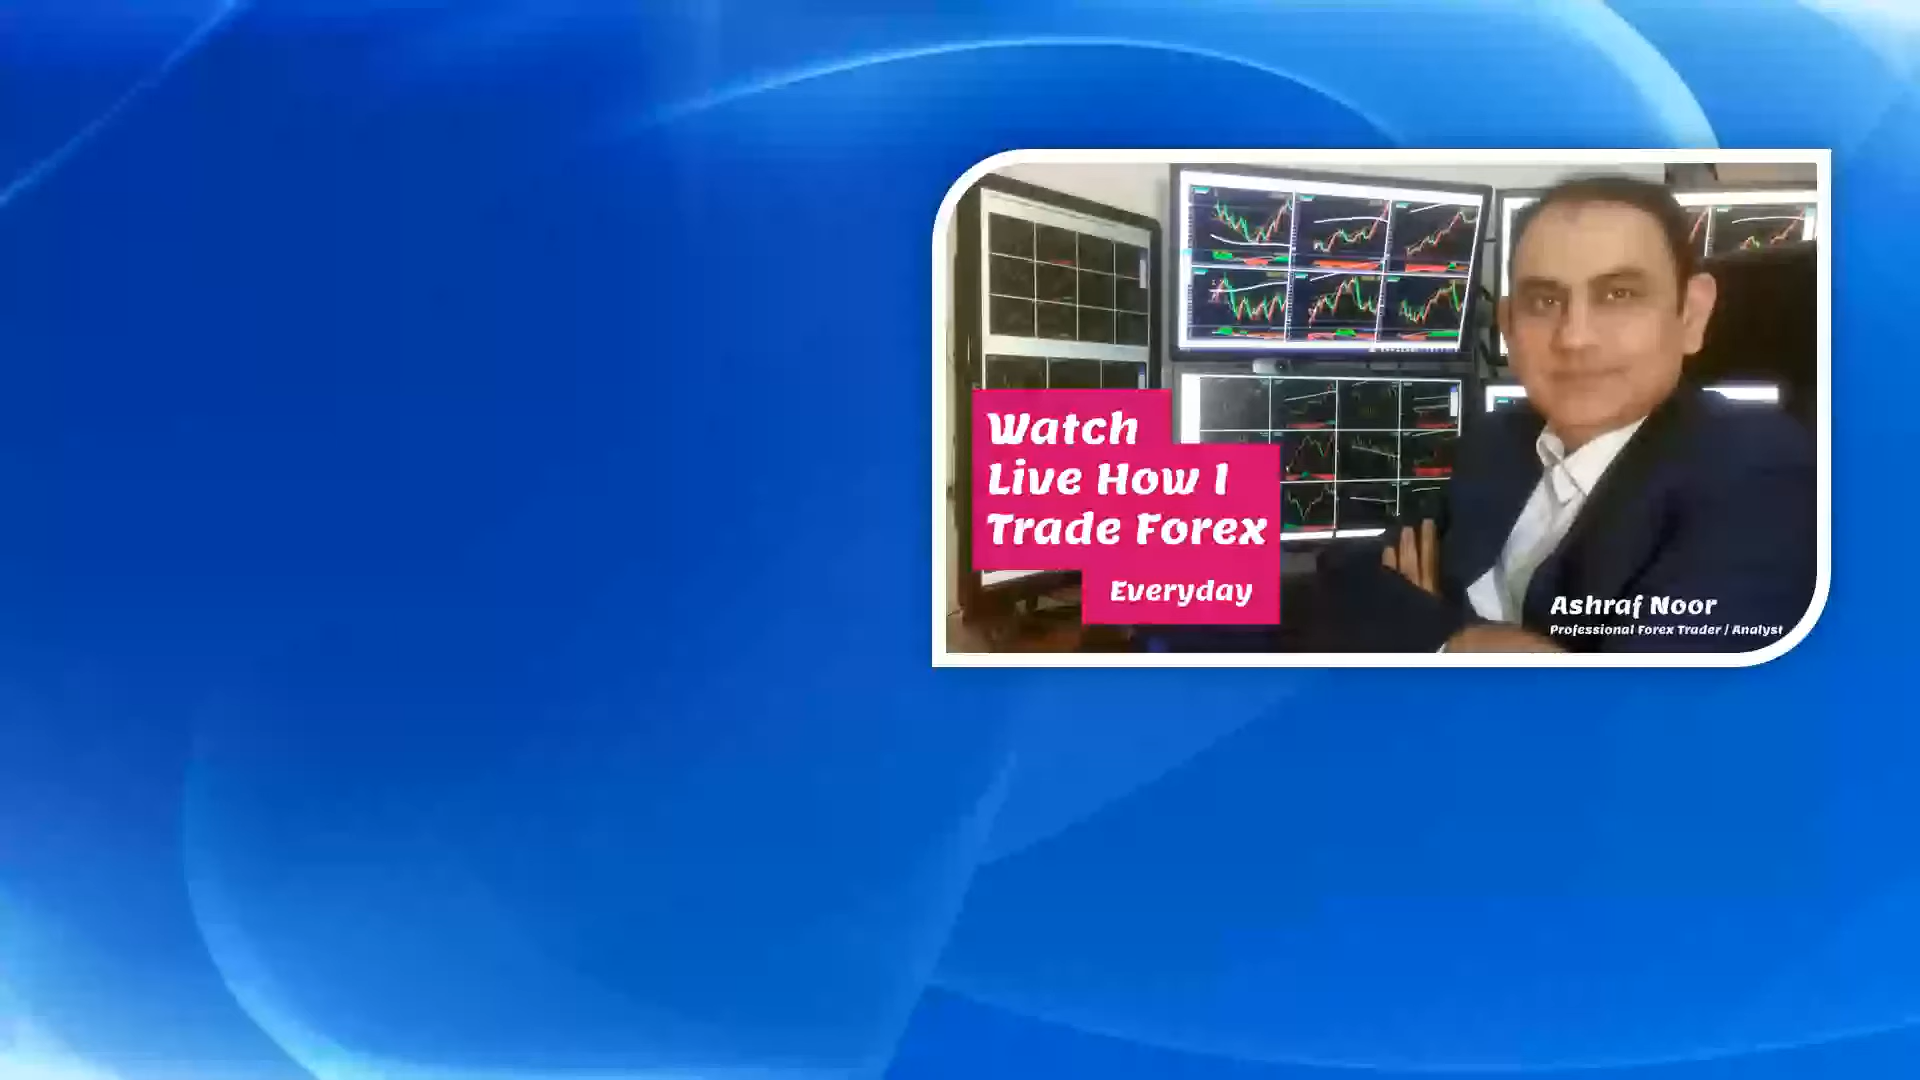 Watch
Live How I
Trade Forex
Everyday
Ashraf Noor
Professional Forex Trader / Analyst